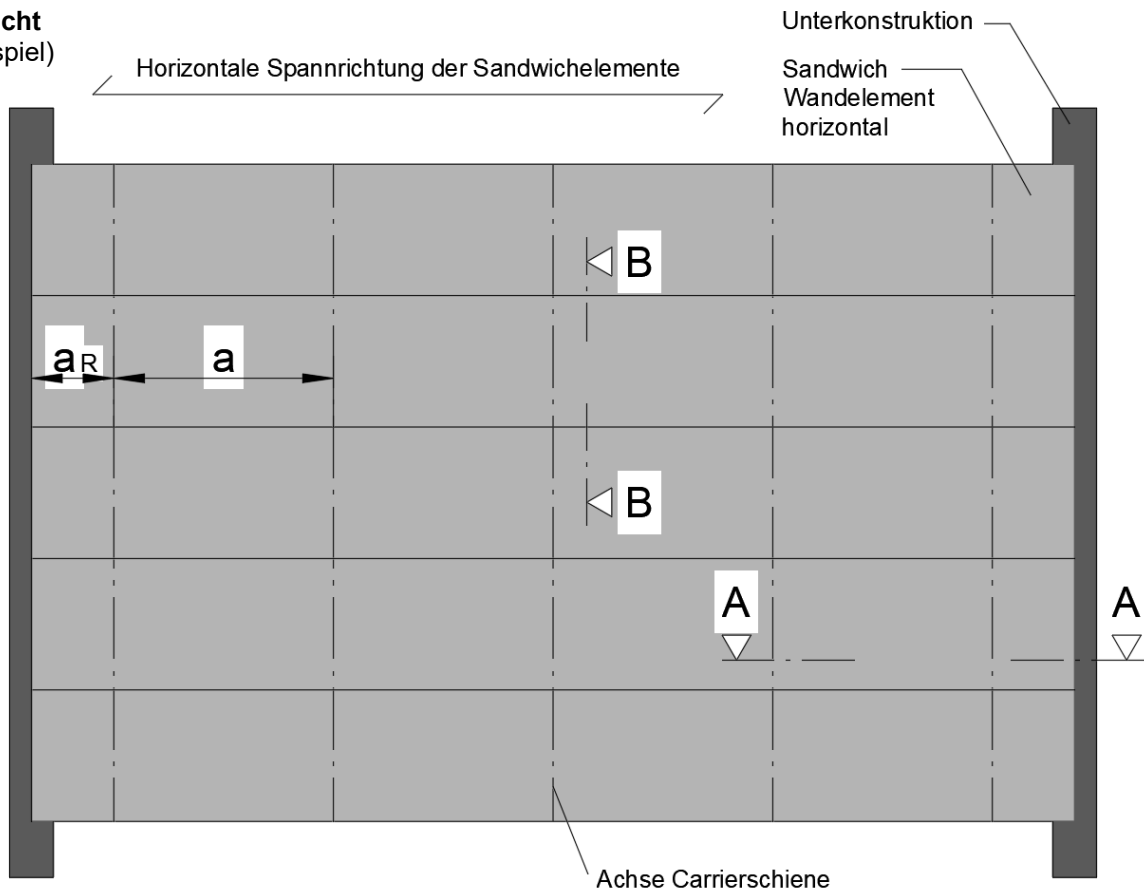 cht
spiel)
Horizontale Spannrichtung der Sandwichelemente
Unterkonstruktion
Sandwich
Wandelement
horizontal
B
aR
a
B
A
A
Achse Carrierschiene